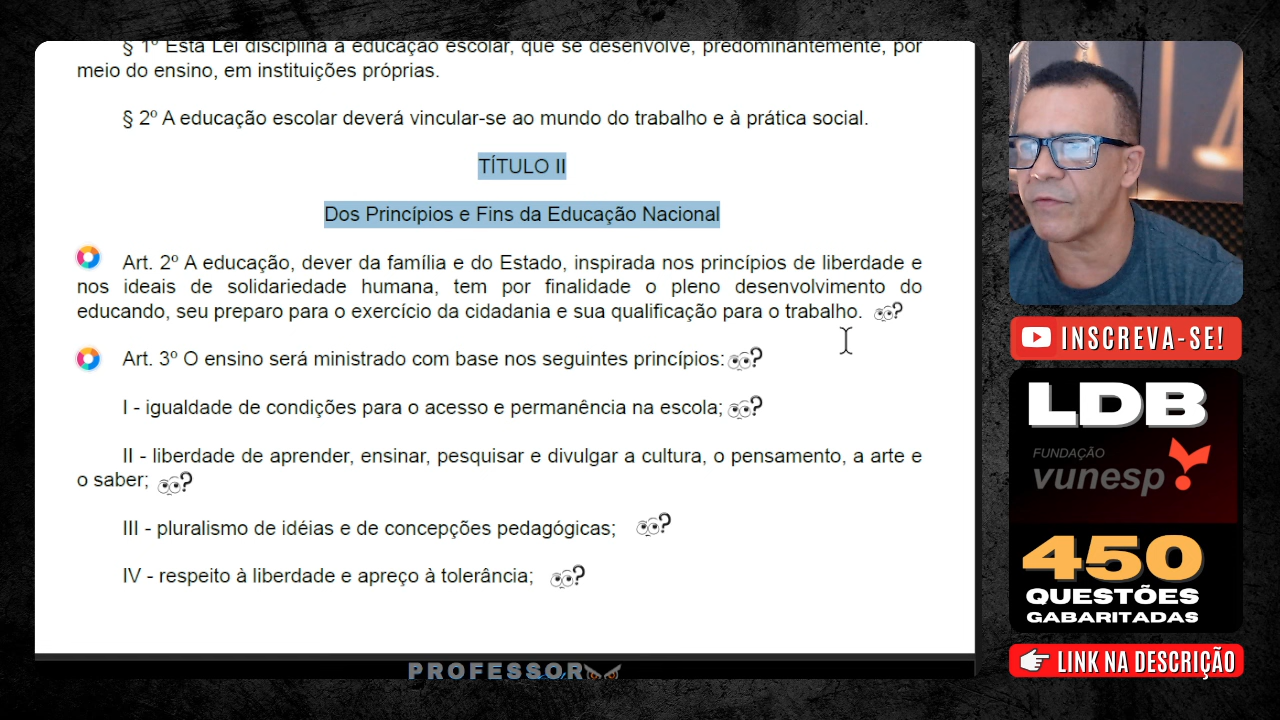 § 1º Esta Lei disciplina a educação escolar, que se desenvolve, predominantemente, por
meio do ensino, em instituições próprias.
§ 2º A educação escolar deverá vincular-se ao mundo do trabalho e à prática social.
TÍTULO II
Dos Princípios e Fins da Educação Nacional
Art. 2º A educação, dever da família e do Estado, inspirada nos princípios de liberdade e
nos ideais de solidariedade humana, tem por finalidade o pleno desenvolvimento do
educando, seu preparo para o exercício da cidadania e sua qualificação para o trabalho. ?
Art. 3º O ensino será ministrado com base nos seguintes princípios: ?
I - igualdade de condições para o acesso e permanência na escola; ?
II - liberdade de aprender, ensinar, pesquisar e divulgar a cultura, o pensamento, a arte e
o saber; ?
III - pluralismo de idéias e de concepções pedagógicas; ?
IV - respeito à liberdade e apreço à tolerância; ?
PROFESSOR
INSCREVA-SE!
LDB
FUNDAÇÃO
vunesp
450
QUESTÕES
GABARITADAS
LINK NA DESCRIÇÃO